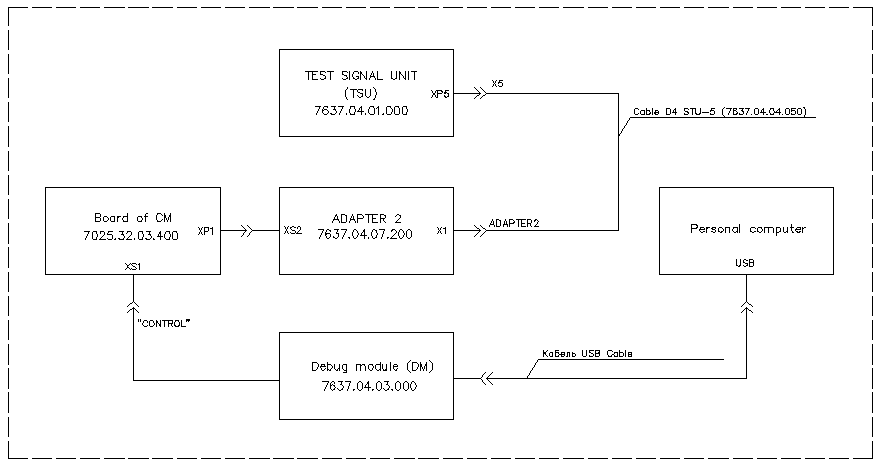 TEST SIGNAL UNIT
(TSU)
7637.04.01.000
XP5
X5
Cable D4 STU-5 (7637.04.04.050)
Board of CM
7025.32.03.400
XP1
XS1
XS2
ADAPTER 2
7637.04.07.200
X1
ADAPTER2
Personal computer
USB
"CONTROL"
Debug module (DM)
7637.04.03.000
Кабель USB Cable